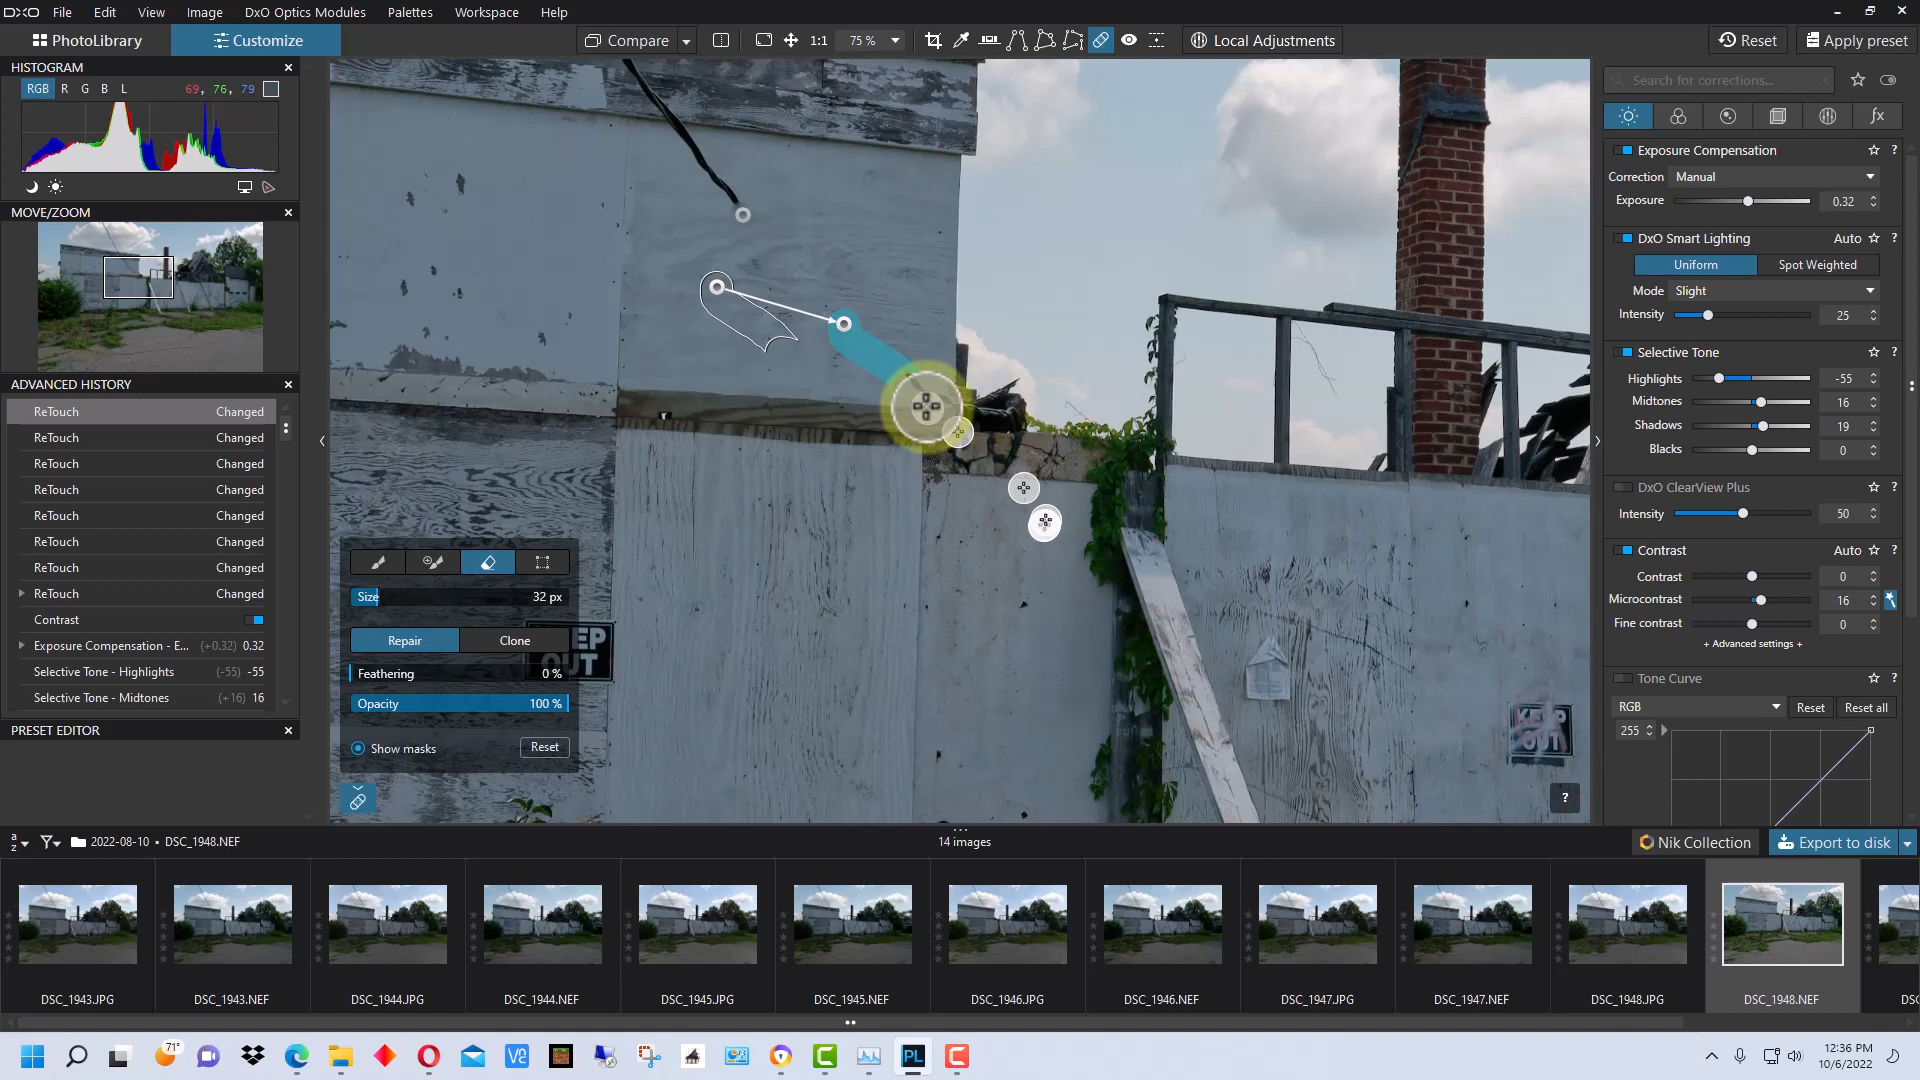 DXO File Edit View Image DxO Optics Modules Palettes Workspace Help
PhotoLibrary Customize Compare 1:1 75 % Local Adjustments Reset Apply preset
HISTOGRAM
RGB R G B L 69, 76, 79
MOVE/ZOOM
ADVANCED HISTORY
ReTouch Changed
ReTouch Changed
ReTouch Changed
ReTouch Changed
ReTouch Changed
ReTouch Changed
ReTouch Changed
ReTouch Changed
Contrast
Exposure Compensation - E... (+0.32) 0.32
Selective Tone - Highlights (-55) -55
Selective Tone - Midtones (+16) 16
PRESET EDITOR
Size 32 px
Repair Clone
Feathering 0 %
Opacity 100 %
Show masks Reset
EP
OUT
KEEP
OUT
?
Search for corrections...
fx
Exposure Compensation ?
Correction Manual
Exposure 0.32
DxO Smart Lighting Auto ?
Uniform Spot Weighted
Mode Slight
Intensity 25
Selective Tone ?
Highlights -55
Midtones 16
Shadows 19
Blacks 0
DxO ClearView Plus ?
Intensity 50
Contrast Auto ?
Contrast 0
Microcontrast 16
Fine contrast 0
+ Advanced settings +
Tone Curve ?
RGB Reset Reset all
255
a
z 2022-08-10 • DSC_1948.NEF 14 images Nik Collection Export to disk
DSC_1943.JPG DSC_1943.NEF DSC_1944.JPG DSC_1944.NEF DSC_1945.JPG DSC_1945.NEF DSC_1946.JPG DSC_1946.NEF DSC_1947.JPG DSC_1947.NEF DSC_1948.JPG DSC_1948.NEF DSC
71° PL
12:36 PM
10/6/2022